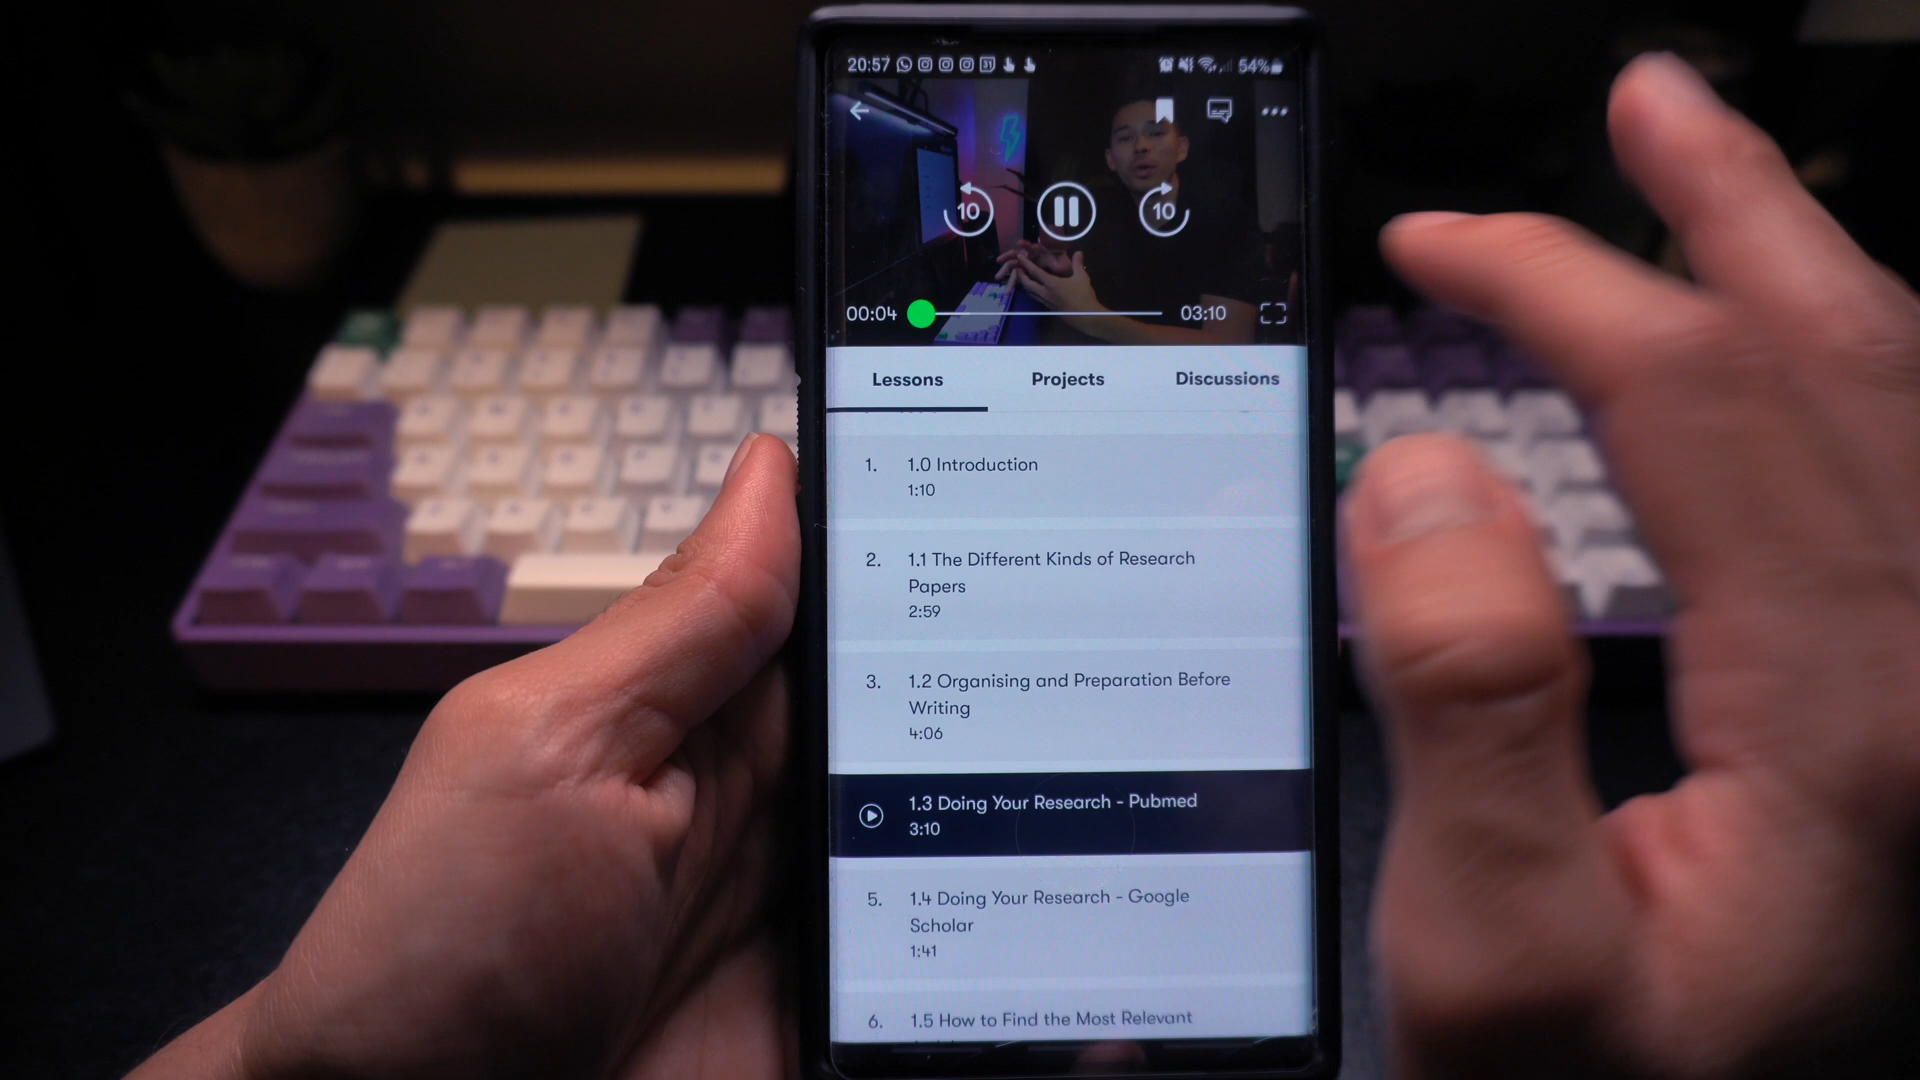 20:57 31 54%
10 10
00:04 03:10
Lessons Projects Discussions
1. 1.0 Introduction
1:10
2. 1.1 The Different Kinds of Research
Papers
2:59
3. 1.2 Organising and Preparation Before
Writing
4:06
1.3 Doing Your Research - Pubmed
3:10
5. 1.4 Doing Your Research - Google
Scholar
1:41
6. 1.5 How to Find the Most Relevant